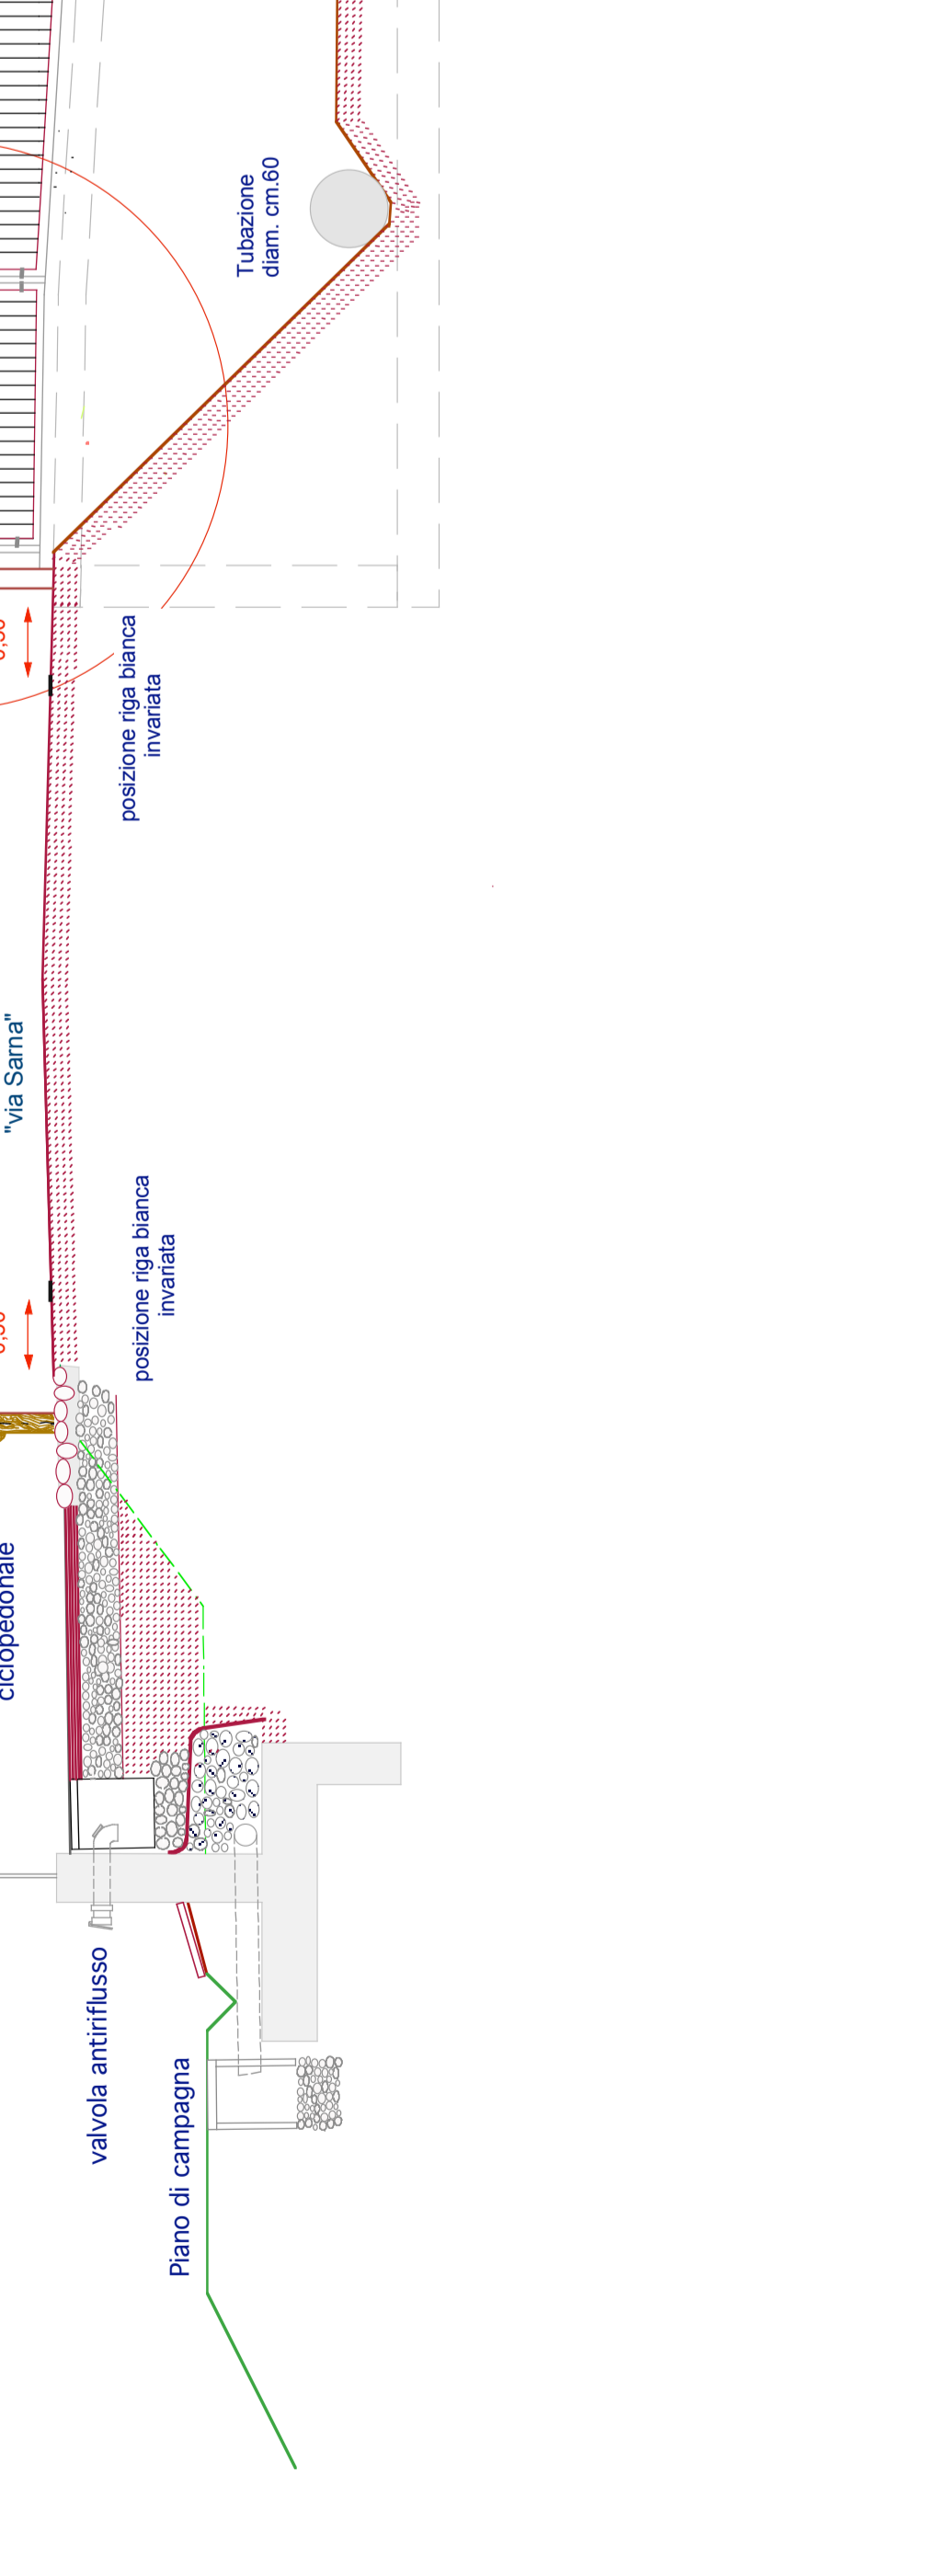 Tubazione
diam. cm.60
posizione riga bianca
invariata
"via Sarna"
posizione riga bianca
invariata
ciclopedonale
valvola antiriflusso
Piano di campagna